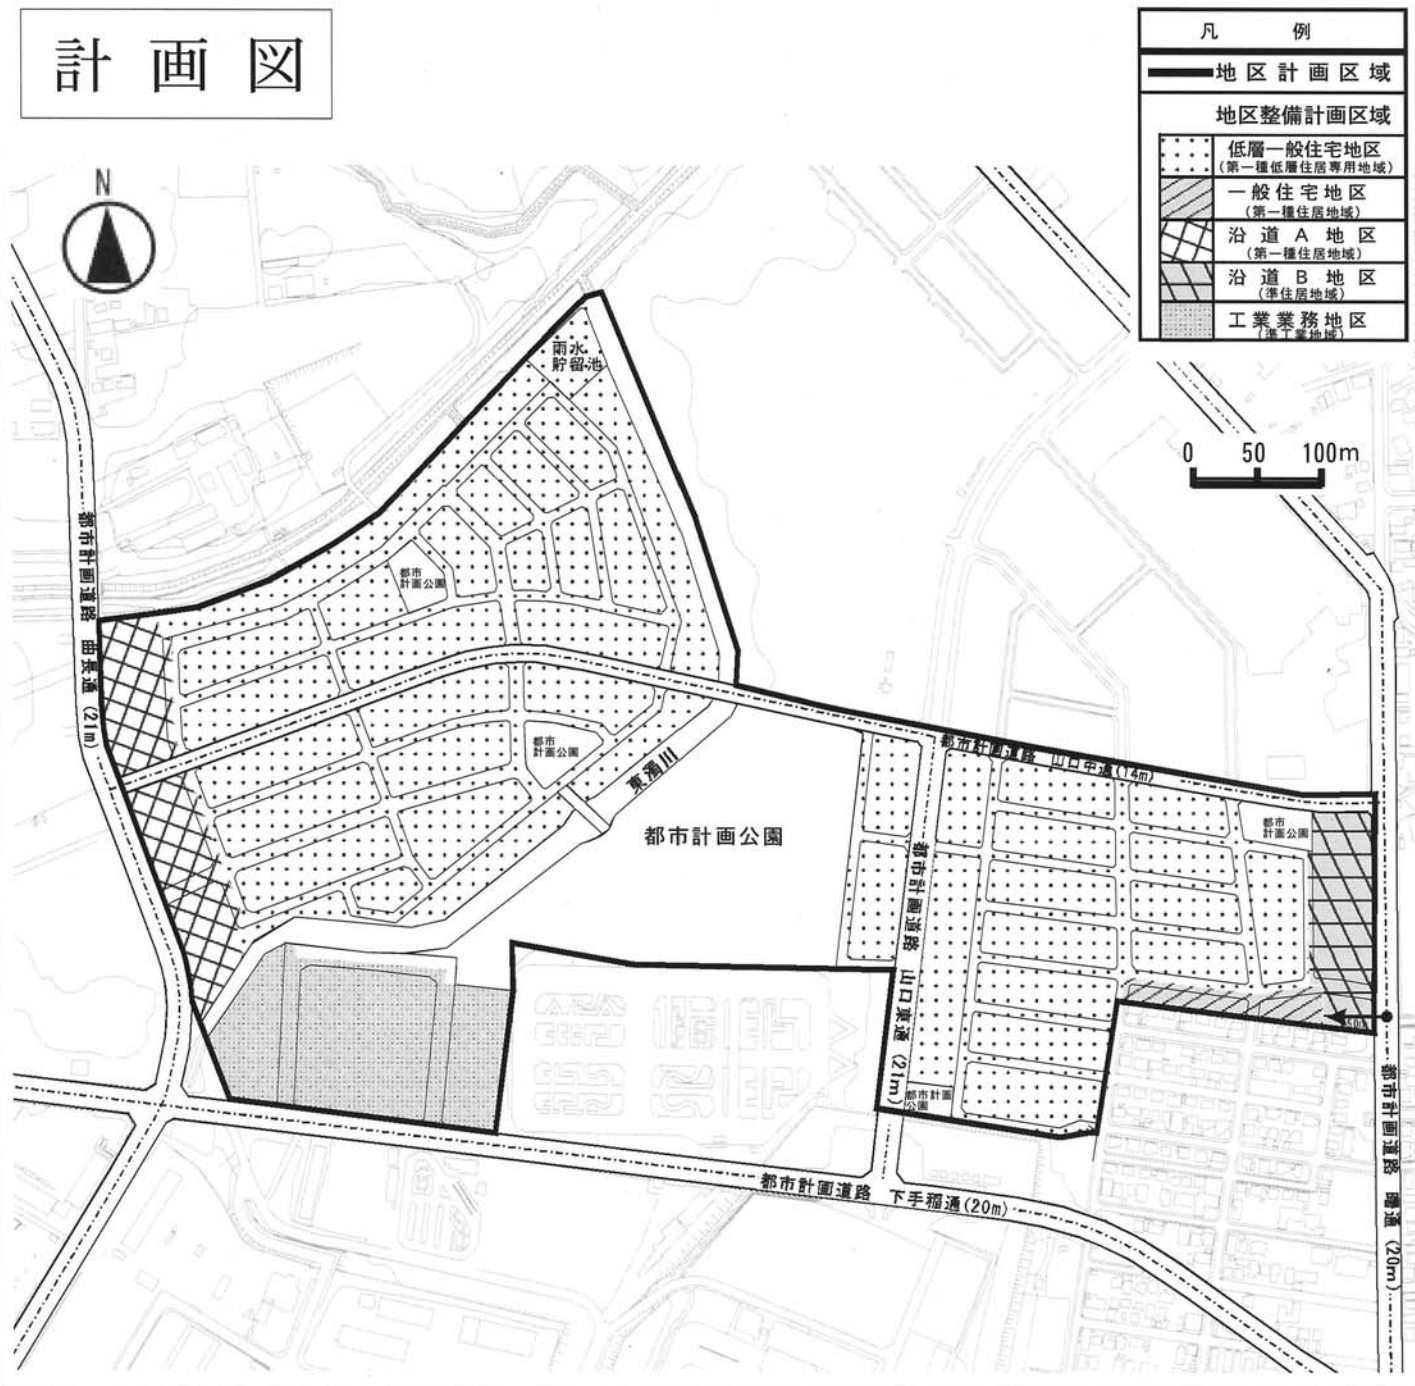 計画図
凡例
地区計画区域
地区整備計画区域
低層一般住宅地区
(第一種低層住居専用地域)
一般住宅地区
(第一種住居地域)
沿道A地区
(第一種住居地域)
沿道B地区
(準住居地域)
工業業務地区
(準工業地域)
N
0 50 100m
雨水
貯留池
都市
計画公園
都市計画道路 曲長通(21m)
都市
計画公園
東濁川
都市計画公園
都市計画道路 山口中通(14m)
都市
計画公園
都市計画道路 山口東通(21m)
都市計画
公園
都市計画道路 下手稲通(20m)
都市計画道路 曙通(20m)